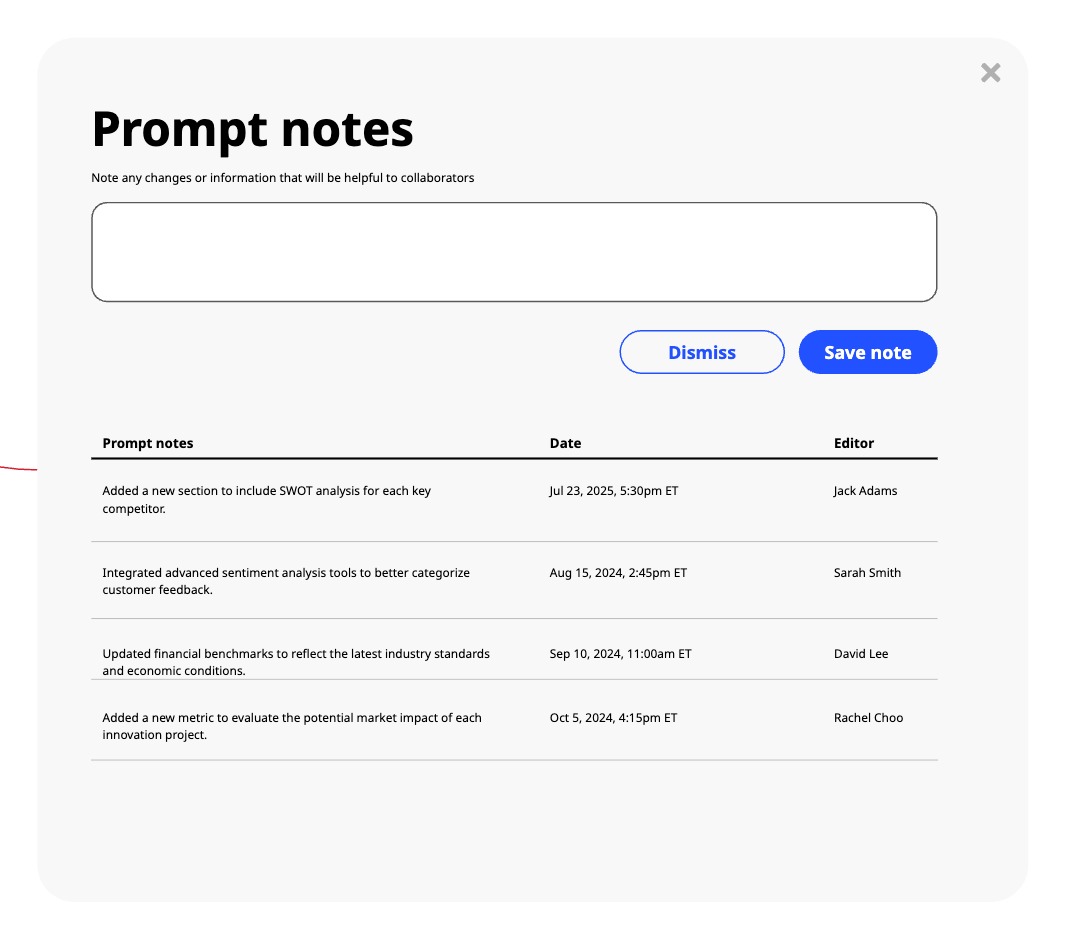 Prompt notes
Note any changes or information that will be helpful to collaborators
Dismiss
Save note
Prompt notes Date Editor
Added a new section to include SWOT analysis for each key Jul 23, 2025, 5:30pm ET Jack Adams
competitor.
Integrated advanced sentiment analysis tools to better categorize Aug 15, 2024, 2:45pm ET Sarah Smith
customer feedback.
Updated financial benchmarks to reflect the latest industry standards Sep 10, 2024, 11:00am ET David Lee
and economic conditions.
Added a new metric to evaluate the potential market impact of each Oct 5, 2024, 4:15pm ET Rachel Choo
innovation project.